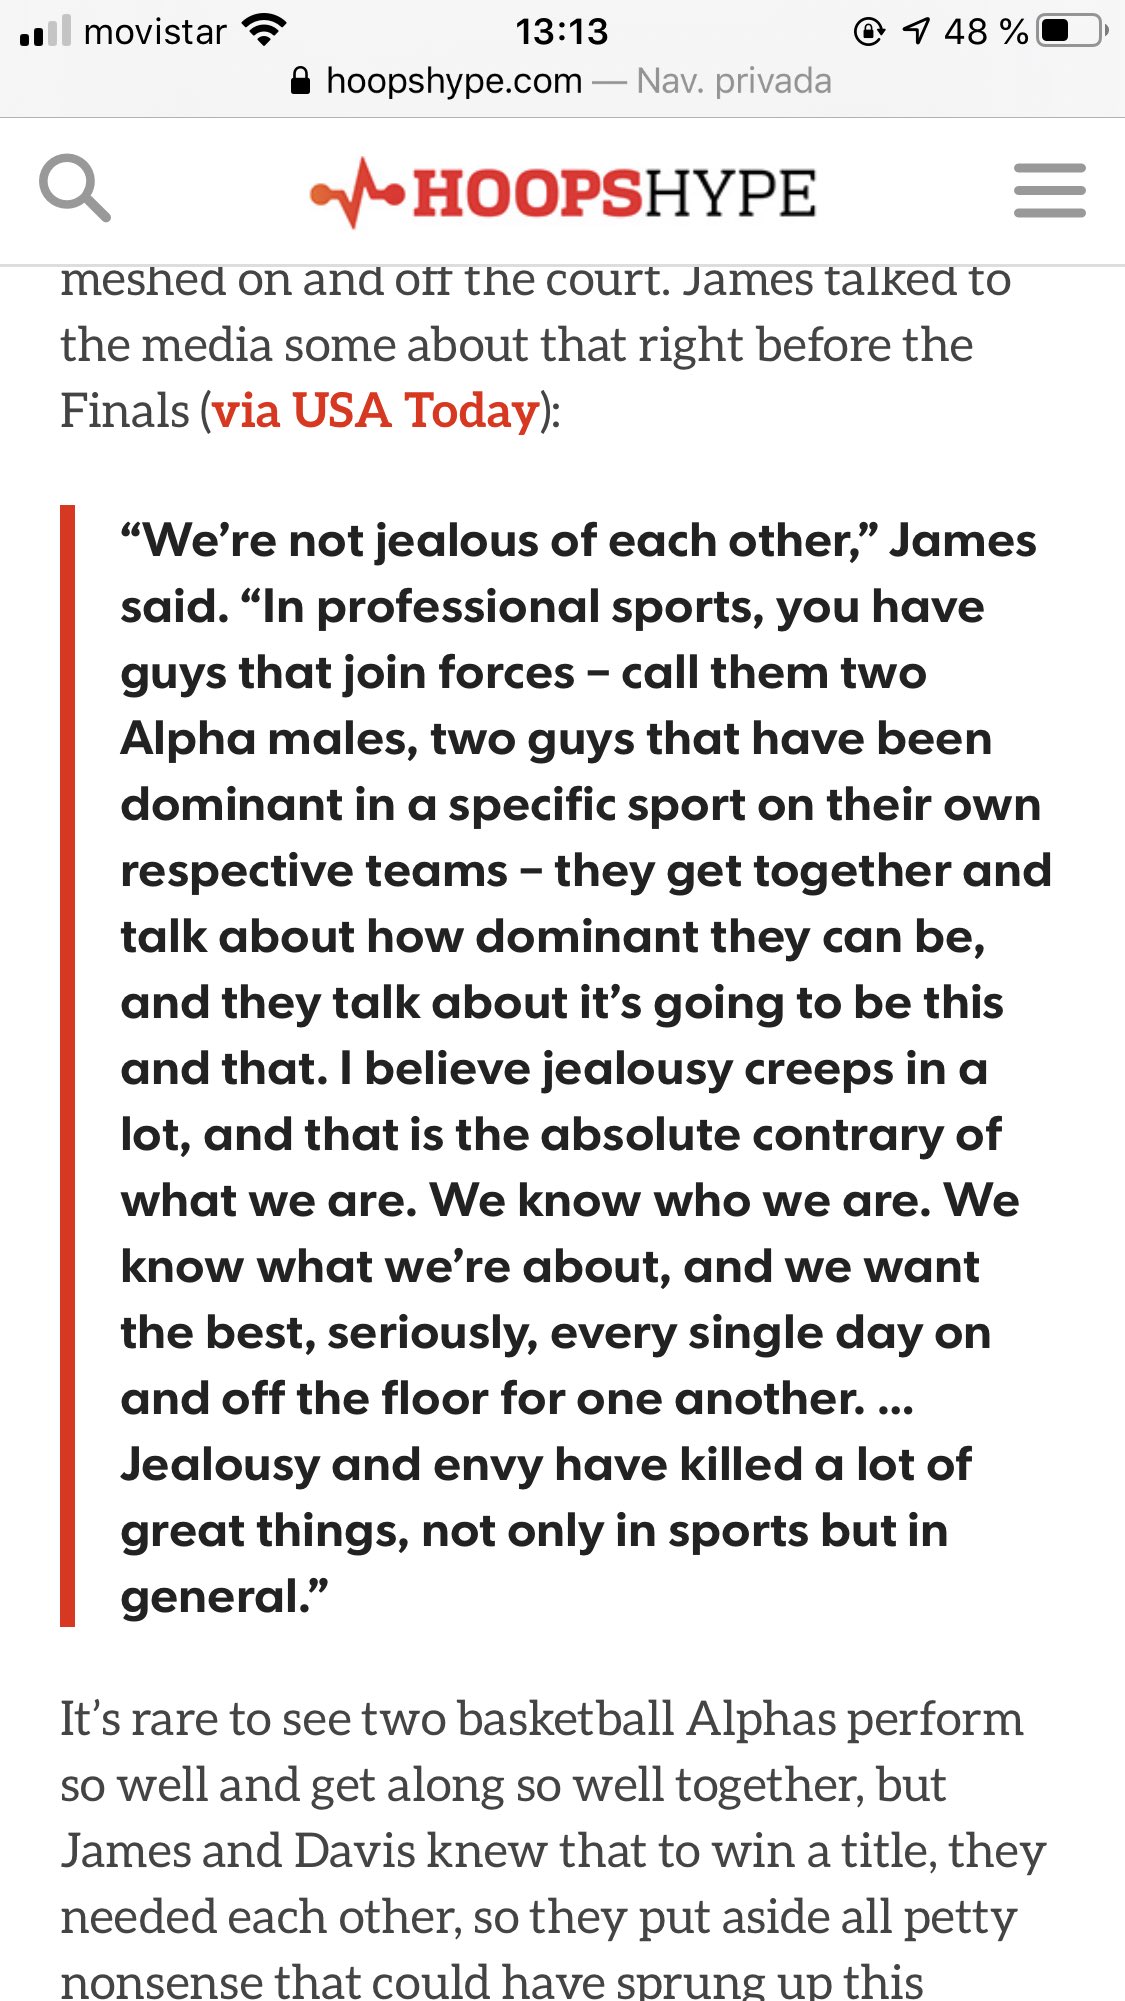 movistar 13:13 48 %
hoopshype.com — Nav. privada
HOOPSHYPE
meshed on and off the court. James talked to
the media some about that right before the
Finals (via USA Today):
“We’re not jealous of each other,” James
said. “In professional sports, you have
guys that join forces – call them two
Alpha males, two guys that have been
dominant in a specific sport on their own
respective teams – they get together and
talk about how dominant they can be,
and they talk about it’s going to be this
and that. I believe jealousy creeps in a
lot, and that is the absolute contrary of
what we are. We know who we are. We
know what we’re about, and we want
the best, seriously, every single day on
and off the floor for one another. ...
Jealousy and envy have killed a lot of
great things, not only in sports but in
general.”
It’s rare to see two basketball Alphas perform
so well and get along so well together, but
James and Davis knew that to win a title, they
needed each other, so they put aside all petty
nonsense that could have sprung up this